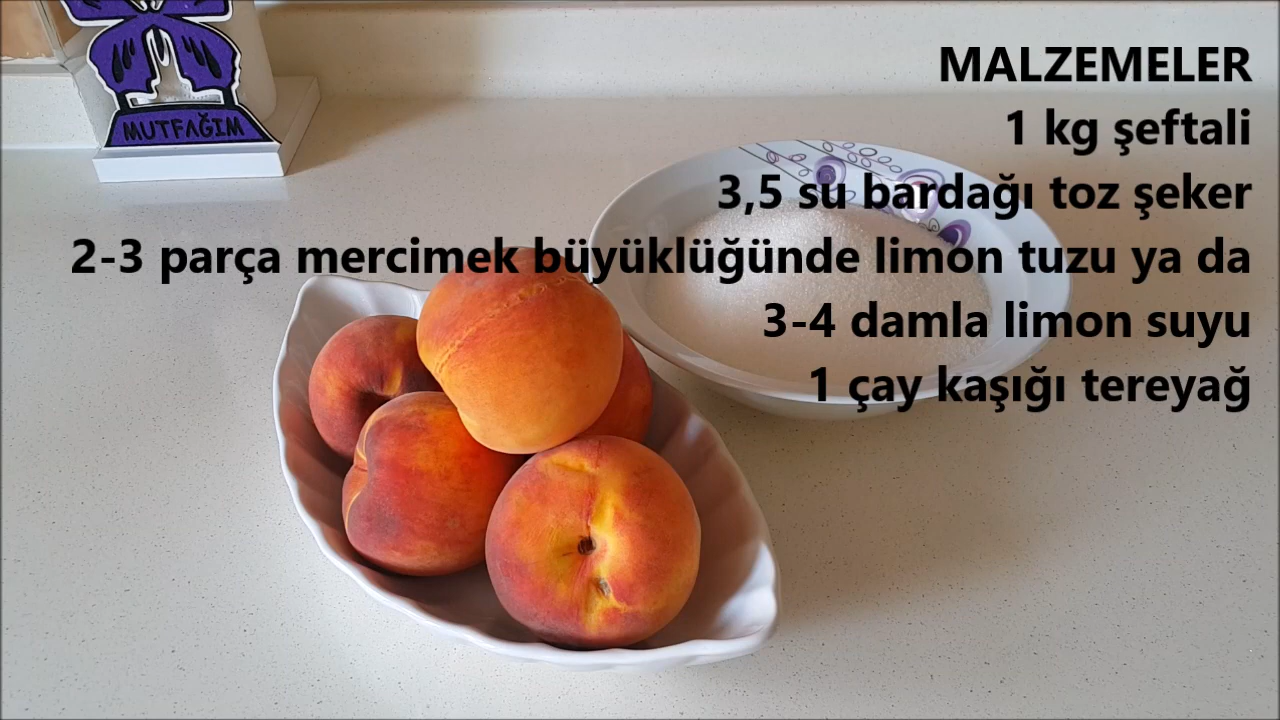 MALZEMELER
1 kg şeftali
3,5 su bardağı toz şeker
2-3 parça mercimek büyüklüğünde limon tuzu ya da
3-4 damla limon suyu
1 çay kaşığı tereyağ
MUTFAĞIM